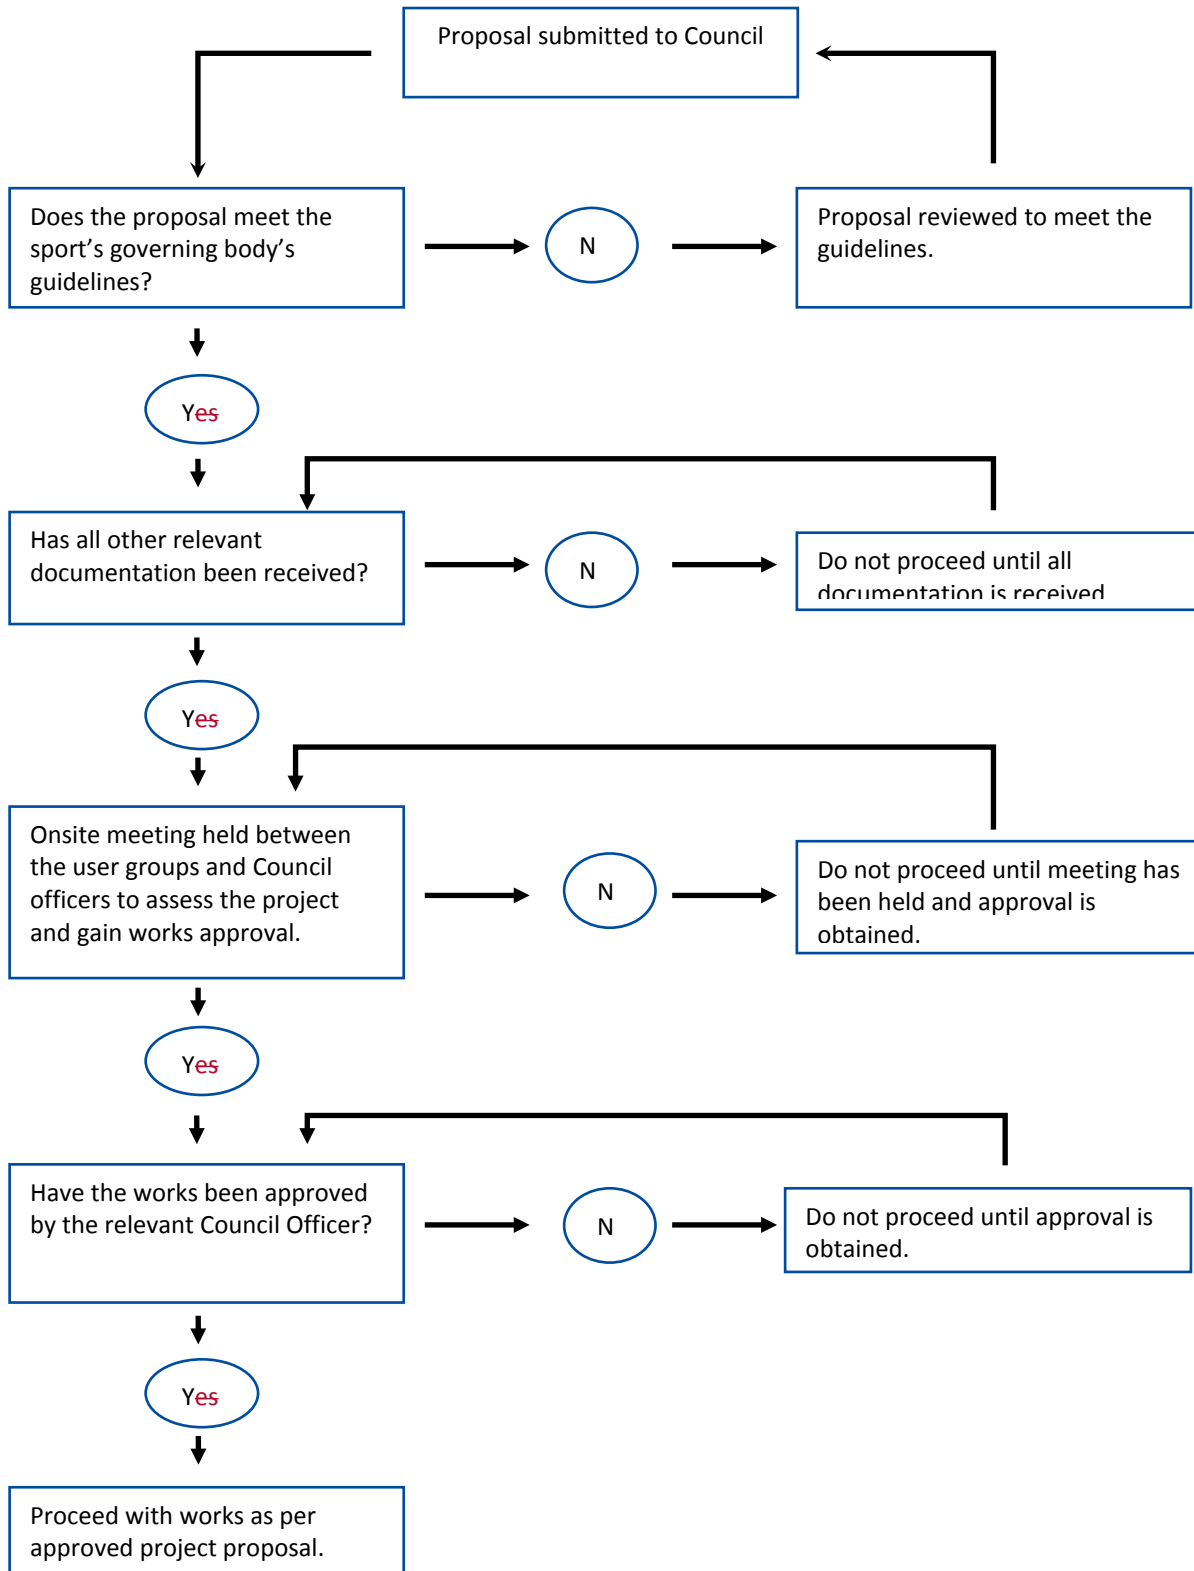 Proposal submitted to Council
Does the proposal meet the
sport’s governing body’s
guidelines?
N
Proposal reviewed to meet the
guidelines.
Yes
Has all other relevant
documentation been received?
N
Do not proceed until all
documentation is received
Yes
Onsite meeting held between
the user groups and Council
officers to assess the project
and gain works approval.
N
Do not proceed until meeting has
been held and approval is
obtained.
Yes
Have the works been approved
by the relevant Council Officer?
N
Do not proceed until approval is
obtained.
Yes
Proceed with works as per
approved project proposal.